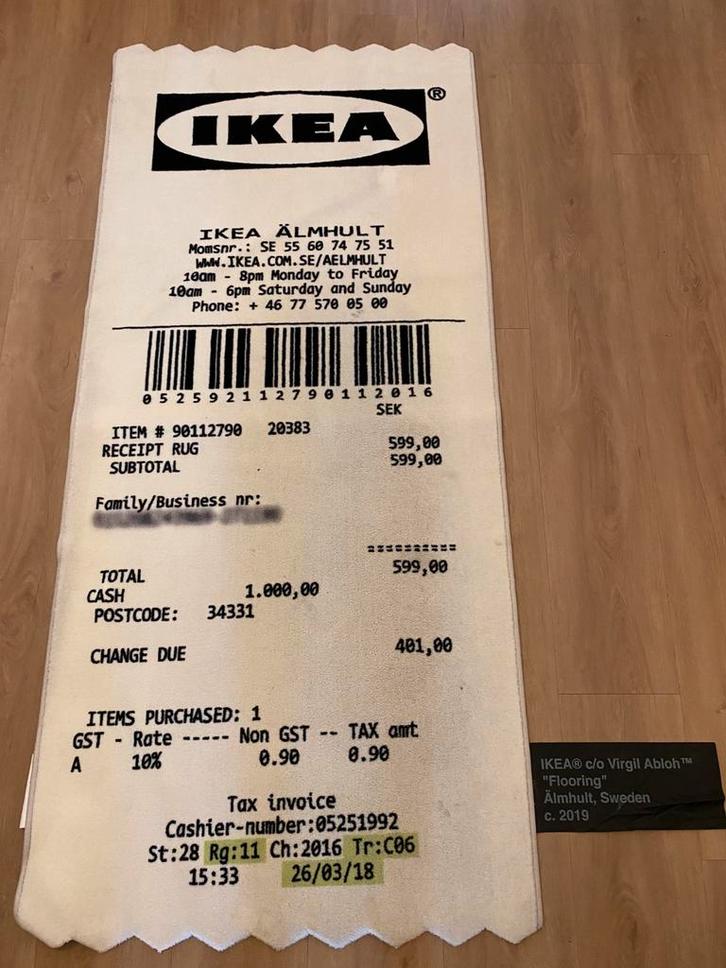 IKEA®
IKEA ÄLMHULT
Momsnr.: SE 55 60 74 75 51
WWW.IKEA.COM.SE/AELMHULT
10am - 8pm Monday to Friday
10am - 6pm Saturday and Sunday
Phone: + 46 77 570 05 00
052592112790112016
SEK
ITEM # 90112790 20383
RECEIPT RUG 599,00
SUBTOTAL 599,00
Family/Business nr:
==========
TOTAL 599,00
CASH 1.000,00
POSTCODE: 34331
CHANGE DUE 401,00
ITEMS PURCHASED: 1
GST - Rate ----- Non GST -- TAX amt
A 10% 0.90 0.90
Tax invoice
Cashier-number:05251992
St:28 Rg:11 Ch:2016 Tr:C06
15:33 26/03/18
IKEA® c/o Virgil Abloh™
"Flooring"
Älmhult, Sweden
c. 2019